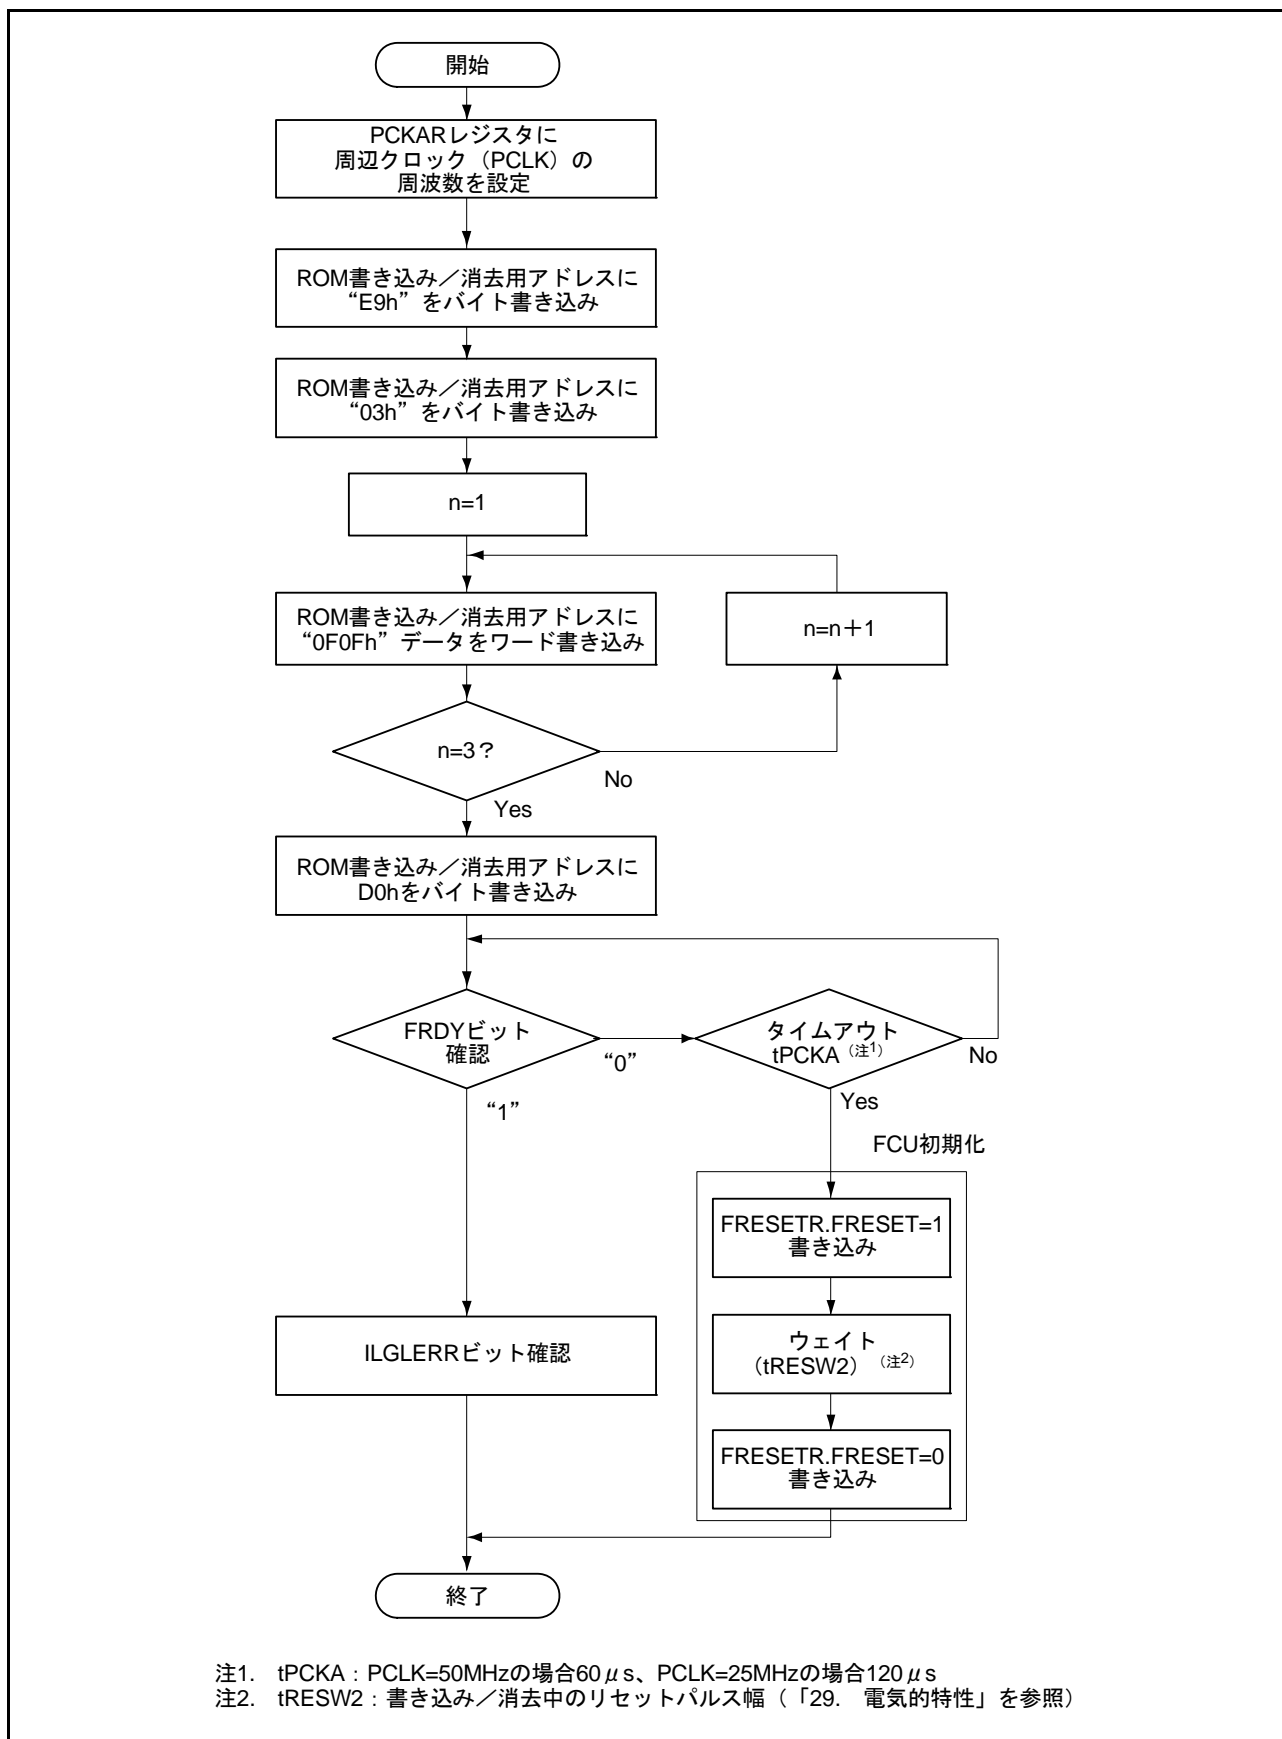 開始
PCKARレジスタに
周辺クロック（PCLK）の
周波数を設定
ROM書き込み／消去用アドレスに
“E9h”をバイト書き込み
ROM書き込み／消去用アドレスに
“03h”をバイト書き込み
n=1
ROM書き込み／消去用アドレスに
“0F0Fh”データをワード書き込み
n=n＋1
n=3？
No
Yes
ROM書き込み／消去用アドレスに
D0hをバイト書き込み
FRDYビット
確認
“0”
“1”
タイムアウト
tPCKA（注1）
No
Yes
FCU初期化
FRESETR.FRESET=1
書き込み
ウェイト
（tRESW2）（注2）
FRESETR.FRESET=0
書き込み
ILGLERRビット確認
終了
注1. tPCKA：PCLK=50MHzの場合60μs、PCLK=25MHzの場合120μs
注2. tRESW2：書き込み／消去中のリセットパルス幅（「29. 電気的特性」を参照）